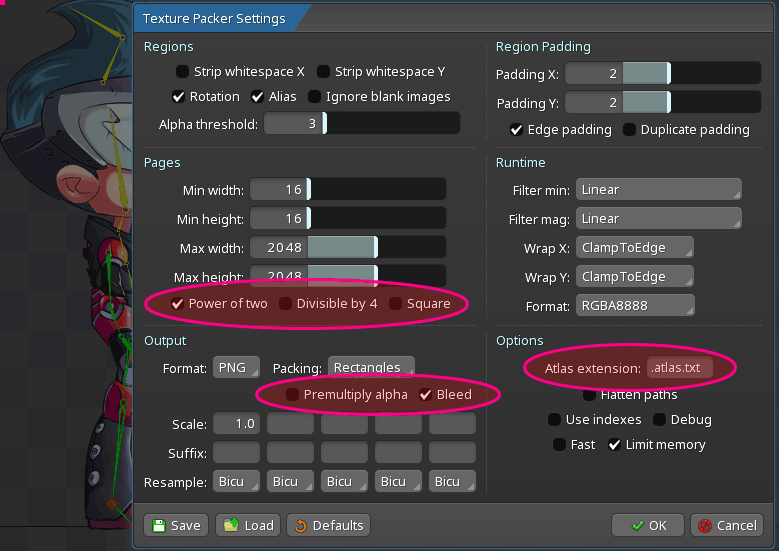 Texture Packer Settings
Regions
Strip whitespace X Strip whitespace Y
Rotation Alias Ignore blank images
Alpha threshold: 3
Region Padding
Padding X: 2
Padding Y: 2
Edge padding Duplicate padding
Pages
Min width: 16
Min height: 16
Max width: 2048
Max height: 2048
Power of two Divisible by 4 Square
Runtime
Filter min: Linear
Filter mag: Linear
Wrap X: ClampToEdge
Wrap Y: ClampToEdge
Format: RGBA8888
Output
Format: PNG Packing: Rectangles
Premultiply alpha Bleed
Scale: 1.0
Suffix:
Resample: Bicu Bicu Bicu Bicu Bicu
Options
Atlas extension: .atlas.txt
Flatten paths
Use indexes Debug
Fast Limit memory
Save Load Defaults OK Cancel